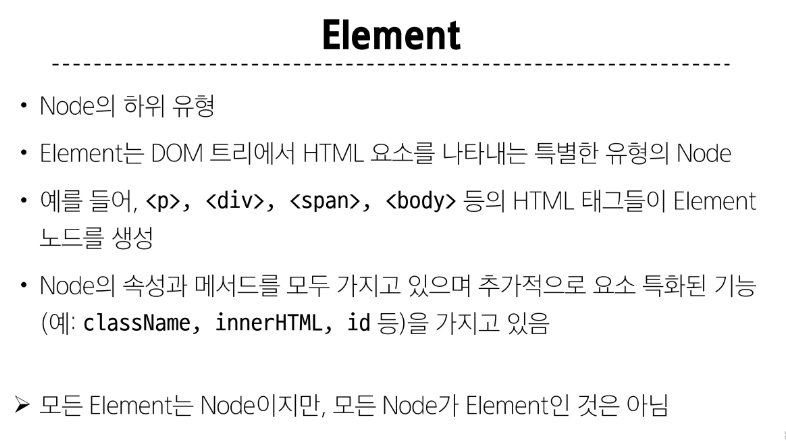 Element
• Node의 하위 유형
• Element는 DOM 트리에서 HTML 요소를 나타내는 특별한 유형의 Node
• 예를 들어, <p>, <div>, <span>, <body> 등의 HTML 태그들이 Element
노드를 생성
• Node의 속성과 메서드를 모두 가지고 있으며 추가적으로 요소 특화된 기능
(예: className, innerHTML, id 등)을 가지고 있음
➢ 모든 Element는 Node이지만, 모든 Node가 Element인 것은 아님